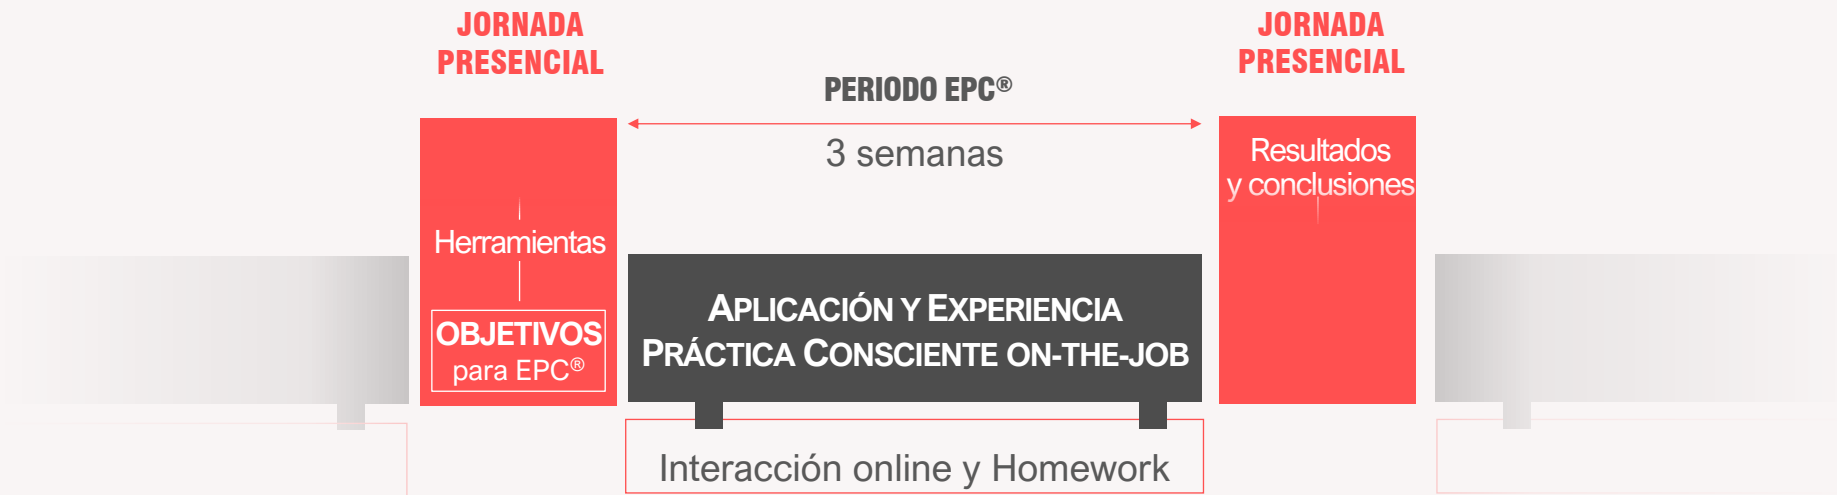 JORNADA
PRESENCIAL
Herramientas
OBJETIVOS
para EPC®
PERIODO EPC®
3 semanas
APLICACIÓN Y EXPERIENCIA
PRÁCTICA CONSCIENTE ON-THE-JOB
Interacción online y Homework
JORNADA
PRESENCIAL
Resultados
y conclusiones